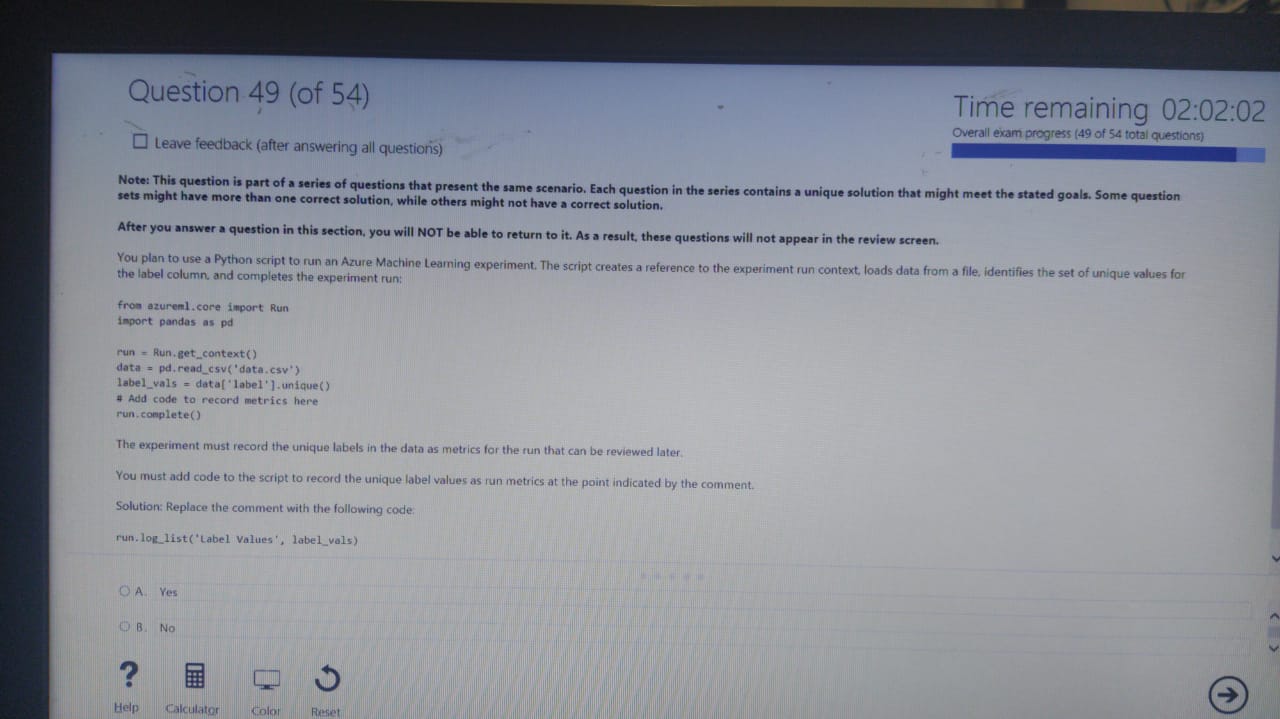 Question 49 (of 54)
Time remaining 02:02:02
Leave feedback (after answering all questions)
Overall exam progress (49 of 54 total questions)
Note: This question is part of a series of questions that present the same scenario. Each question in the series contains a unique solution that might meet the stated goals. Some question
sets might have more than one correct solution, while others might not have a correct solution.
After you answer a question in this section, you will NOT be able to return to it. As a result, these questions will not appear in the review screen.
You plan to use a Python script to run an Azure Machine Learning experiment. The script creates a reference to the experiment run context, loads data from a file, identifies the set of unique values for
the label column, and completes the experiment run:
from azureml.core import Run
import pandas as pd
run = Run.get_context()
data = pd.read_csv('data.csv')
label_vals = data['label'].unique()
# Add code to record metrics here
run.complete()
The experiment must record the unique labels in the data as metrics for the run that can be reviewed later.
You must add code to the script to record the unique label values as run metrics at the point indicated by the comment.
Solution: Replace the comment with the following code:
run.log_list('Label Values', label_vals)
A. Yes
B. No
?
Help
Calculator
Color
Reset